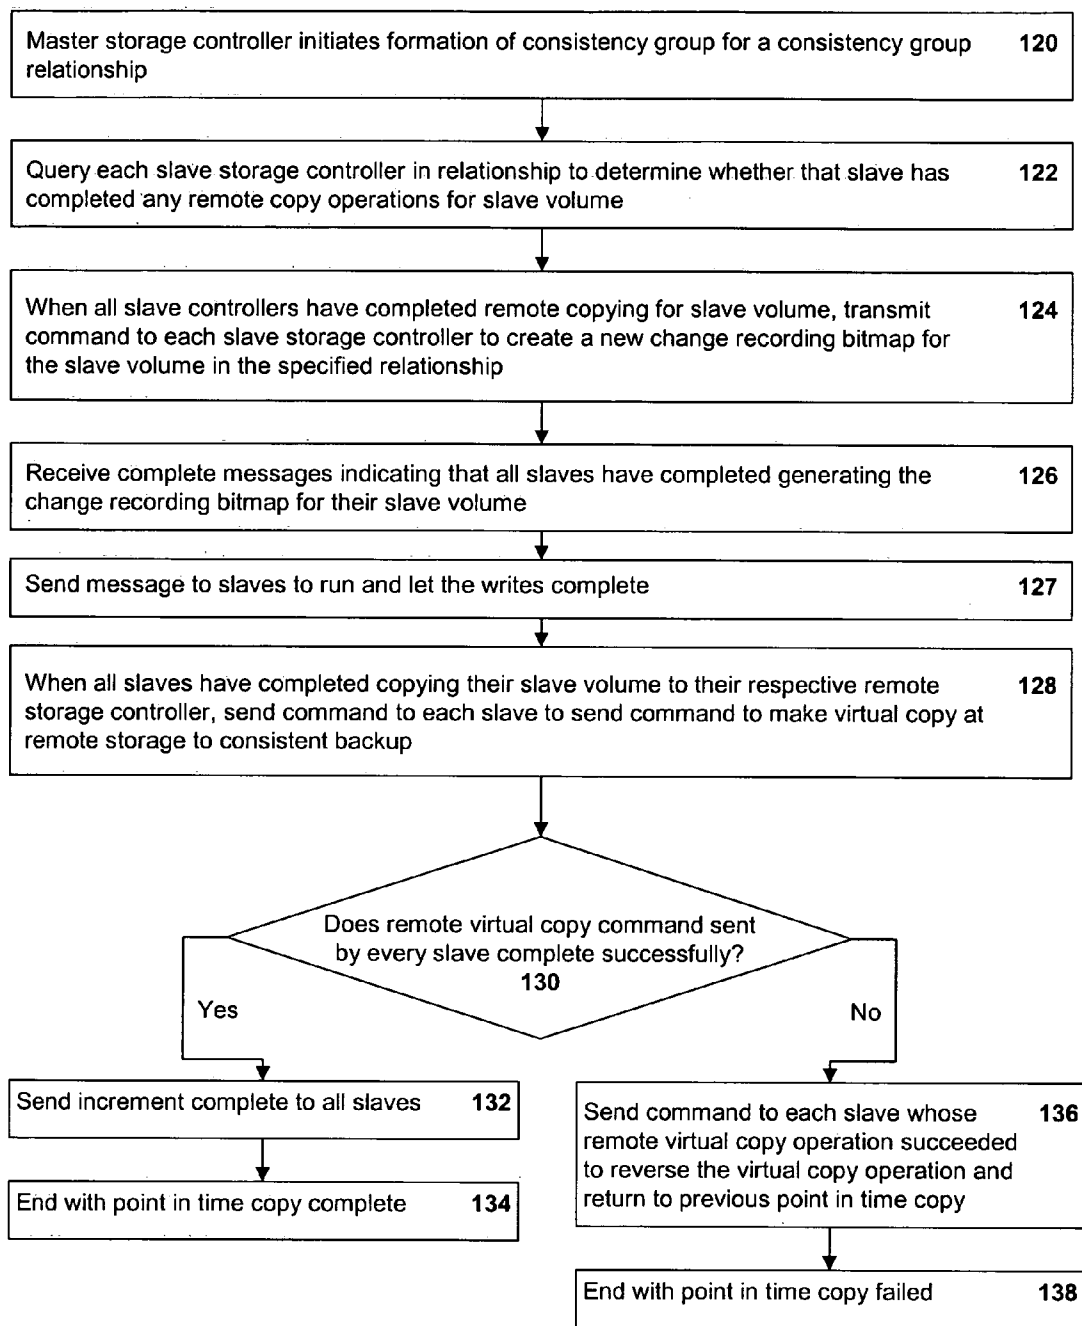 Master storage controller initiates formation of consistency group for a consistency group 120
relationship
Query each slave storage controller in relationship to determine whether that slave has 122
completed any remote copy operations for slave volume
When all slave controllers have completed remote copying for slave volume, transmit 124
command to each slave storage controller to create a new change recording bitmap for
the slave volume in the specified relationship
Receive complete messages indicating that all slaves have completed generating the 126
change recording bitmap for their slave volume
Send message to slaves to run and let the writes complete 127
When all slaves have completed copying their slave volume to their respective remote 128
storage controller, send command to each slave to send command to make virtual copy at
remote storage to consistent backup
Does remote virtual copy command sent
by every slave complete successfully?
130
Yes
No
Send increment complete to all slaves 132
End with point in time copy complete 134
Send command to each slave whose 136
remote virtual copy operation succeeded
to reverse the virtual copy operation and
return to previous point in time copy
End with point in time copy failed 138